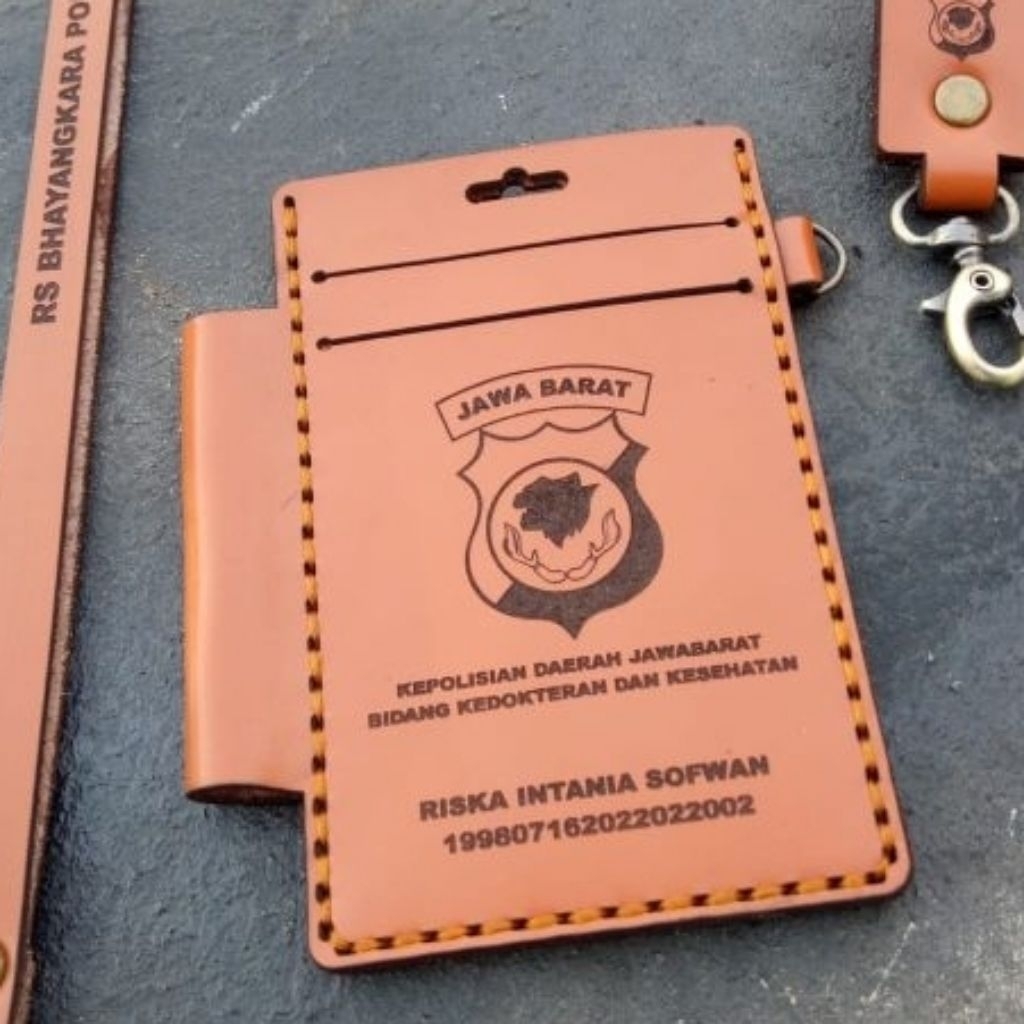 RS BHAYANGKARA PO
JAWA BARAT
KEPOLISIAN DAERAH JAWABARAT
BIDANG KEDOKTERAN DAN KESEHATAN
RISKA INTANIA SOFWAN
199807162022022002